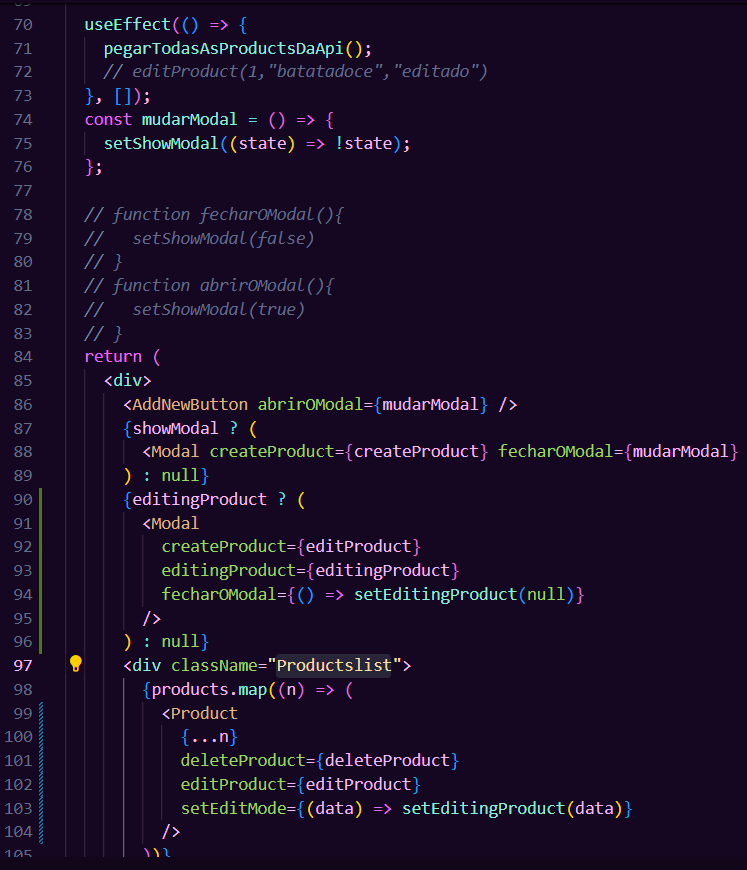 70 useEffect(() => {
71 pegarTodasAsProductsDaApi();
72 // editProduct(1,"batatadoce","editado")
73 }, []);
74 const mudarModal = () => {
75 setShowModal((state) => !state);
76 };
77
78 // function fecharOModal(){
79 //   setShowModal(false)
80 // }
81 // function abrirOModal(){
82 //   setShowModal(true)
83 // }
84 return (
85 <div>
86 <AddNewButton abrirOModal={mudarModal} />
87 {showModal ? (
88 <Modal createProduct={createProduct} fecharOModal={mudarModal}
89 ) : null}
90 {editingProduct ? (
91 <Modal
92 createProduct={editProduct}
93 editingProduct={editingProduct}
94 fecharOModal={() => setEditingProduct(null)}
95 />
96 ) : null}
97 <div className="Productslist">
98 {products.map((n) => (
99 <Product
100 {...n}
101 deleteProduct={deleteProduct}
102 editProduct={editProduct}
103 setEditMode={(data) => setEditingProduct(data)}
104 />
105 ))}